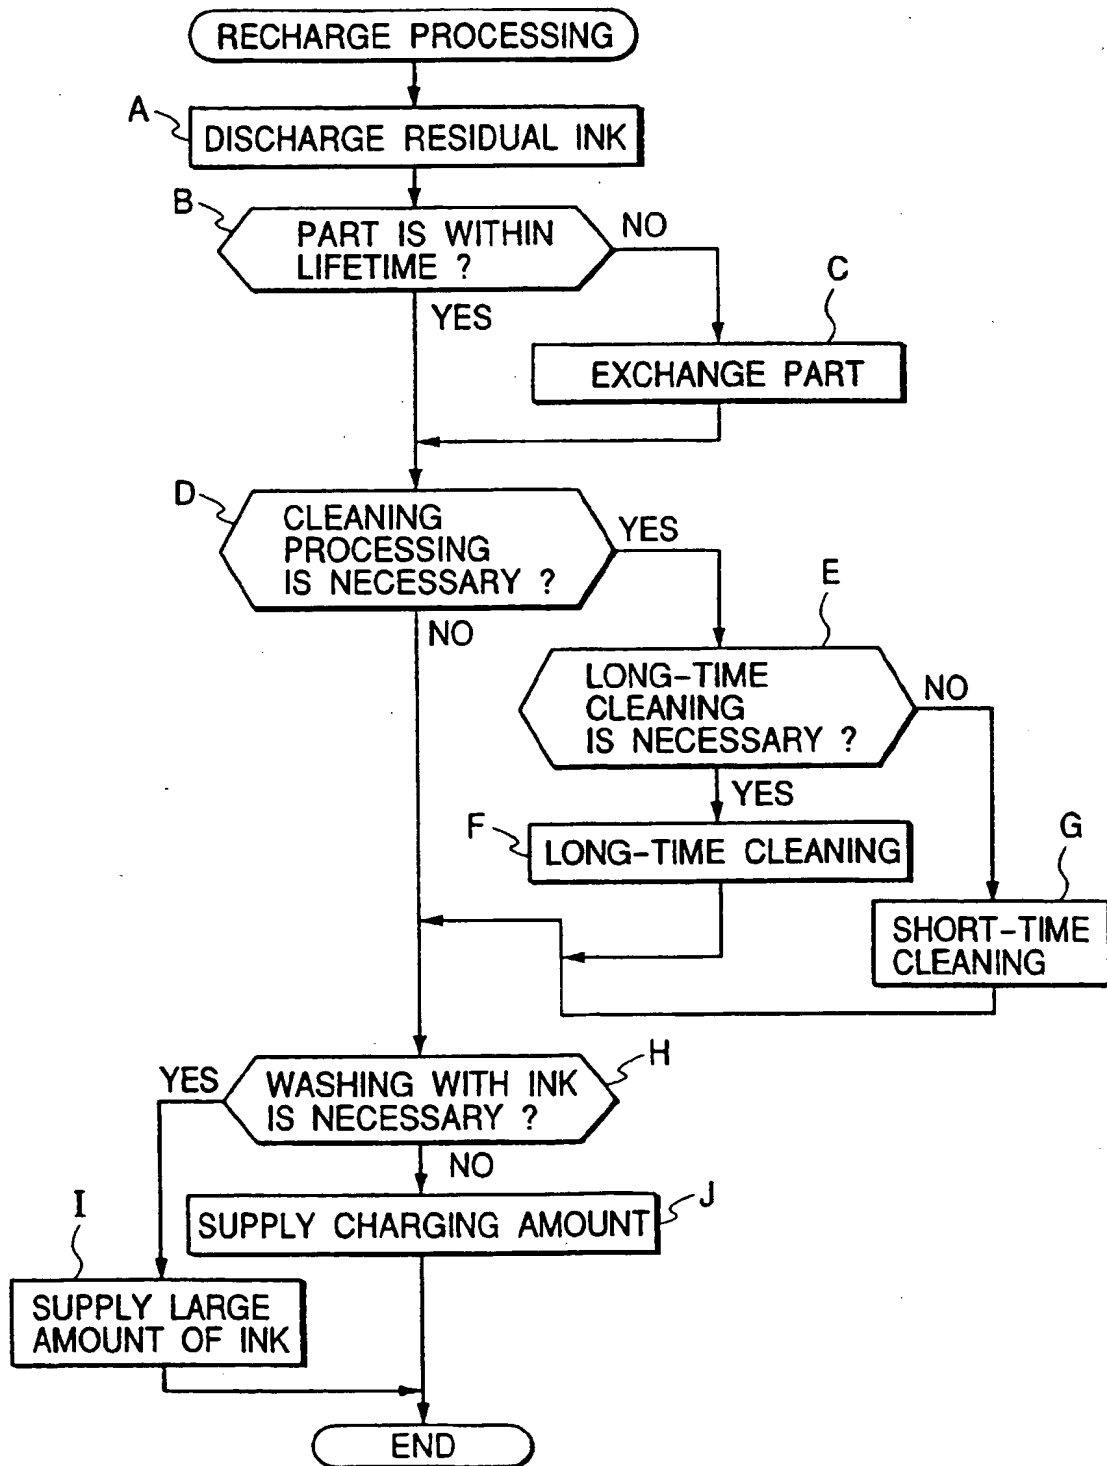 RECHARGE PROCESSING
A
DISCHARGE RESIDUAL INK
B
PART IS WITHIN
LIFETIME ?
NO
YES
C
EXCHANGE PART
D
CLEANING
PROCESSING
IS NECESSARY ?
YES
NO
E
LONG-TIME
CLEANING
IS NECESSARY ?
NO
YES
F
LONG-TIME CLEANING
G
SHORT-TIME
CLEANING
H
WASHING WITH INK
IS NECESSARY ?
YES
NO
J
SUPPLY CHARGING AMOUNT
I
SUPPLY LARGE
AMOUNT OF INK
END